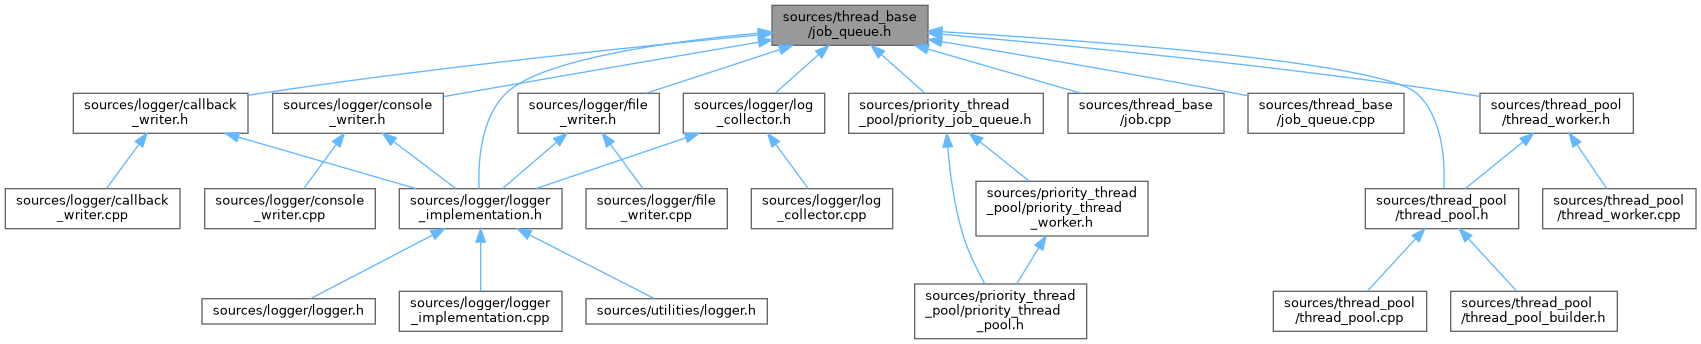 sources/thread_base
/job_queue.h
sources/logger/callback
_writer.h
sources/logger/console
_writer.h
sources/logger/file
_writer.h
sources/logger/log
_collector.h
sources/priority_thread
_pool/priority_job_queue.h
sources/thread_base
/job.cpp
sources/thread_base
/job_queue.cpp
sources/thread_pool
/thread_worker.h
sources/logger/callback
_writer.cpp
sources/logger/console
_writer.cpp
sources/logger/logger
_implementation.h
sources/logger/file
_writer.cpp
sources/logger/log
_collector.cpp
sources/priority_thread
_pool/priority_thread
_worker.h
sources/thread_pool
/thread_pool.h
sources/thread_pool
/thread_worker.cpp
sources/logger/logger.h
sources/logger/logger
_implementation.cpp
sources/utilities/logger.h
sources/priority_thread
_pool/priority_thread
_pool.h
sources/thread_pool
/thread_pool.cpp
sources/thread_pool
/thread_pool_builder.h